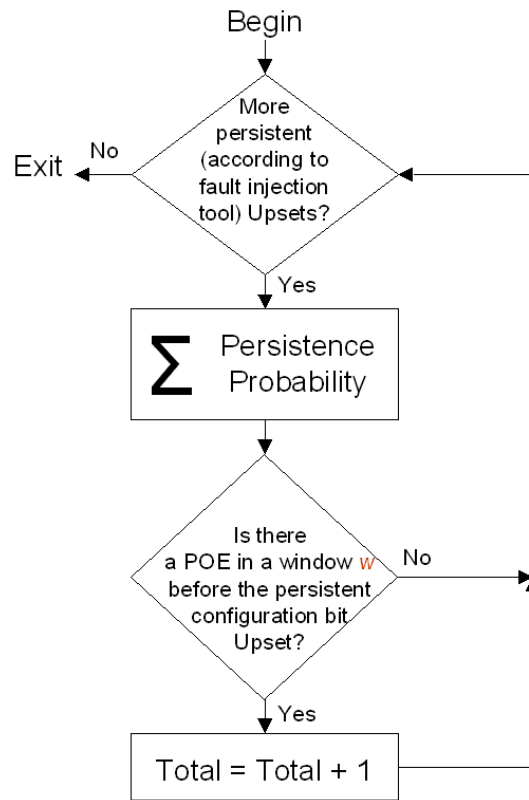 Begin
More
persistent
(according to
fault injection
tool) Upsets?
No
Exit
Yes
Σ Persistence
Probability
Is there
a POE in a window w
before the persistent
configuration bit
Upset?
No
Yes
Total = Total + 1